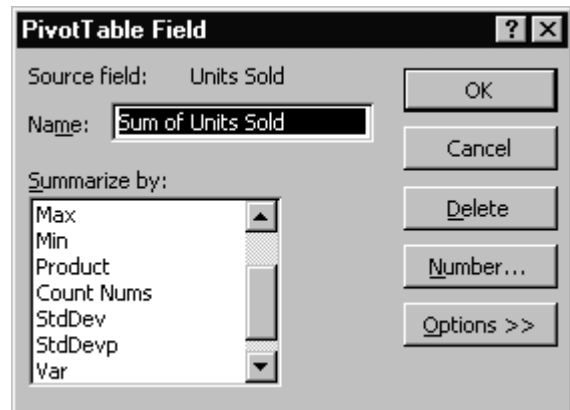 PivotTable Field
Source field: Units Sold
Name: Sum of Units Sold
Summarize by:
Max
Min
Product
Count Nums
StdDev
StdDevp
Var
OK
Cancel
Delete
Number...
Options >>